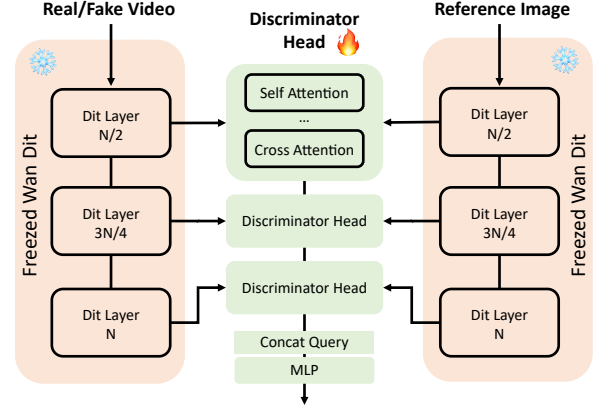 Real/Fake Video
Freezed Wan Dit
Dit Layer
N/2
Dit Layer
3N/4
Dit Layer
N
Discriminator
Head
Self Attention
...
Cross Attention
Discriminator Head
Discriminator Head
Concat Query
MLP
Reference Image
Dit Layer
N/2
Dit Layer
3N/4
Dit Layer
N
Freezed Wan Dit